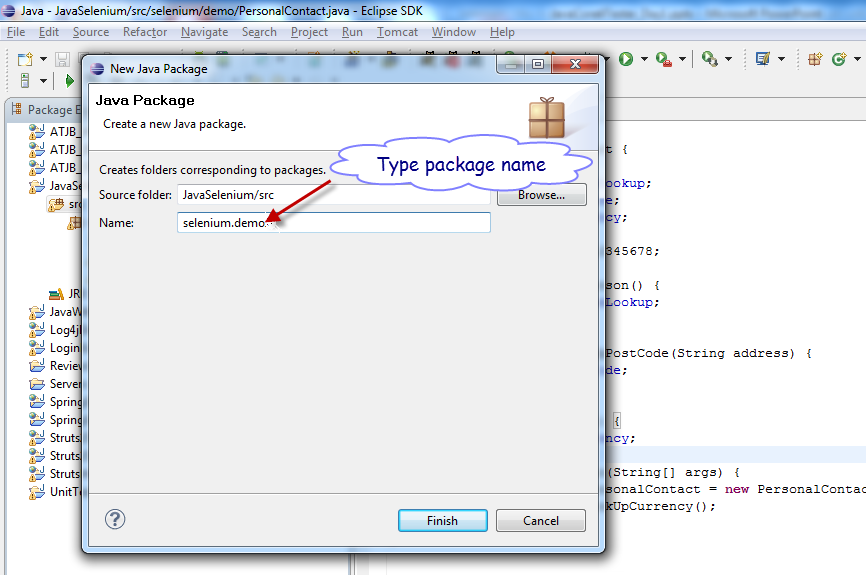 Java - JavaSelenium/src/selenium/demo/PersonalContact.java - Eclipse SDK
File Edit Source Refactor Navigate Search Project Run Tomcat Window Help
New Java Package
Java Package
Create a new Java package.
Type package name
Creates folders corresponding to packages.
Source folder: JavaSelenium/src Browse...
Name: selenium.demo
Finish Cancel
Package E
ATJB_
ATJB_
ATJB_
JavaSe
src
JR
JavaW
Log4j
Login
Review
Server
Spring
Spring
Struts
Struts
Struts
UnitTe
t {
ookup;
e;
cy;
345678;
son() {
Lookup;
PostCode(String address) {
de;
{
ncy;
(String[] args) {
sonalContact = new PersonalContac
kUpCurrency();